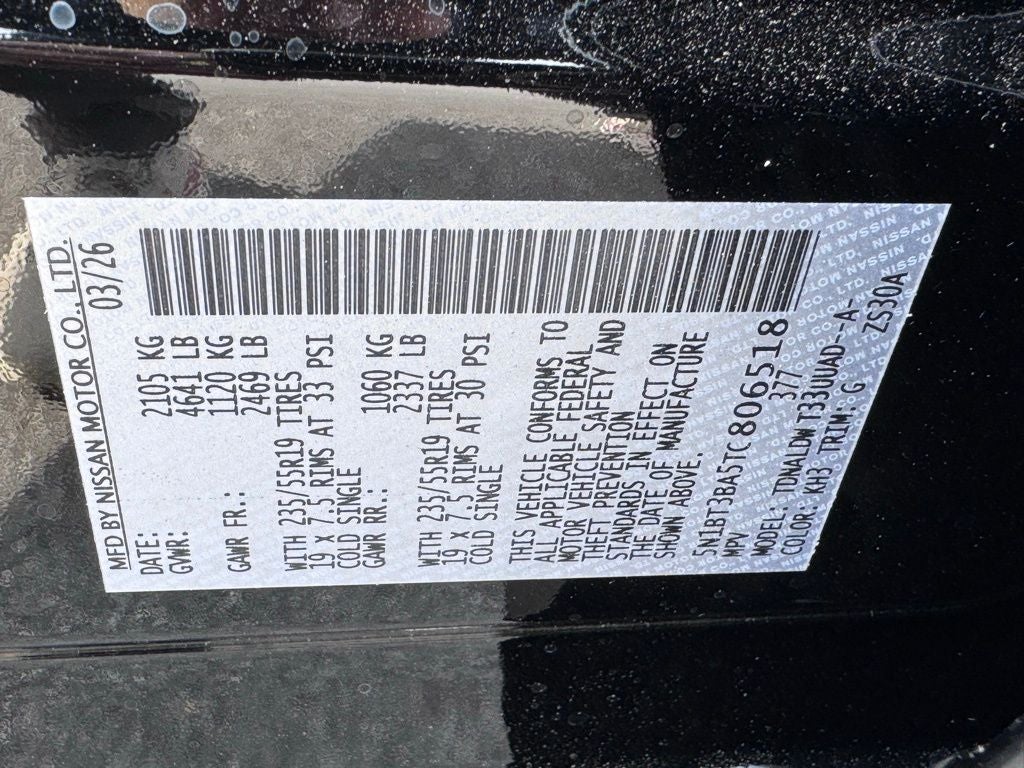 MFD BY NISSAN MOTOR CO., LTD.
DATE: 03/26
GVWR: 2105 KG
4641 LB
GAWR FR.: 1120 KG
2469 LB
WITH 235/55R19 TIRES
19 x 7.5 RIMS AT 33 PSI
COLD SINGLE
GAWR RR.: 1060 KG
2337 LB
WITH 235/55R19 TIRES
19 x 7.5 RIMS AT 30 PSI
COLD SINGLE
THIS VEHICLE CONFORMS TO
ALL APPLICABLE FEDERAL
MOTOR VEHICLE SAFETY AND
THEFT PREVENTION
STANDARDS IN EFFECT ON
THE DATE OF MANUFACTURE
SHOWN ABOVE.
5N1BT3BA5TC806518
MPV 377
MODEL: TDNALDW T33UUAD--A-
COLOR: KH3 TRIM: G ZS30A